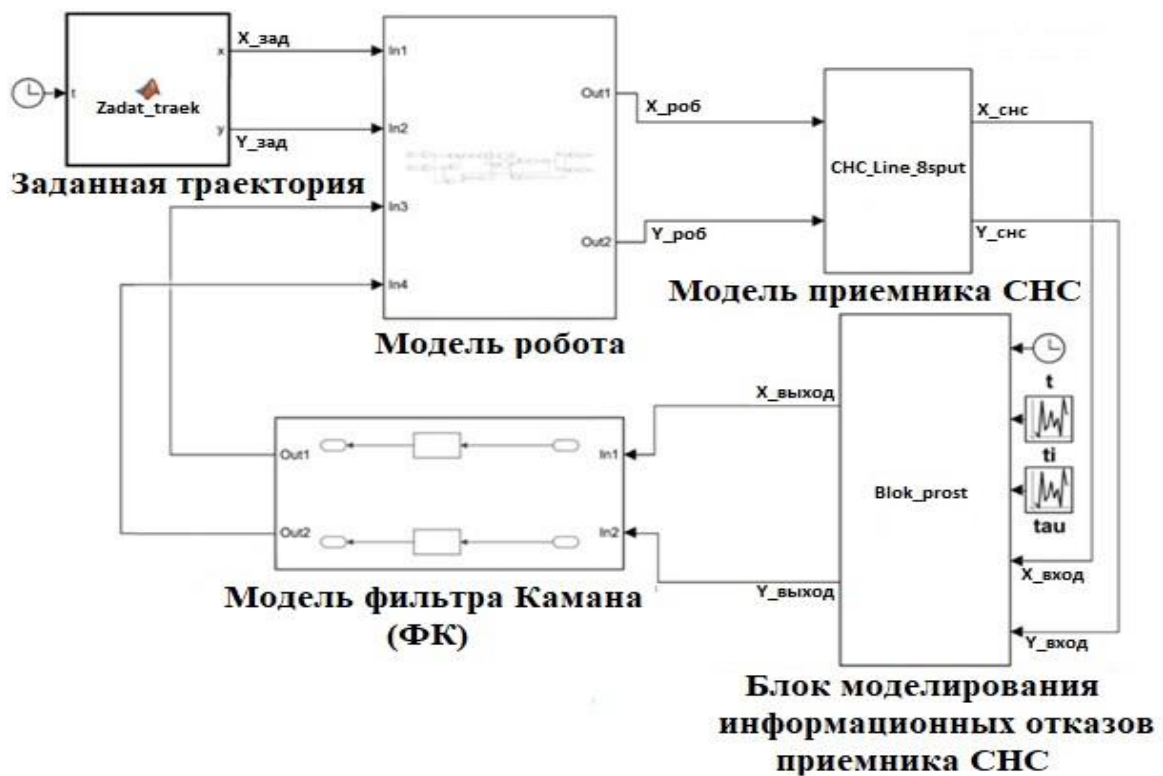 X_зад
x
t
Zadat_traek
y
Y_зад
Заданная траектория
In1
In2
In3
In4
Out1
Out2
Модель робота
X_роб
Y_роб
CHC_Line_8sput
X_снс
Y_снс
Модель приемника СНС
t
ti
tau
Blok_prost
X_вход
Y_вход
X_выход
Y_выход
Блок моделирования
информационных отказов
приемника СНС
Out1
In1
Out2
In2
Модель фильтра Камана
(ФК)